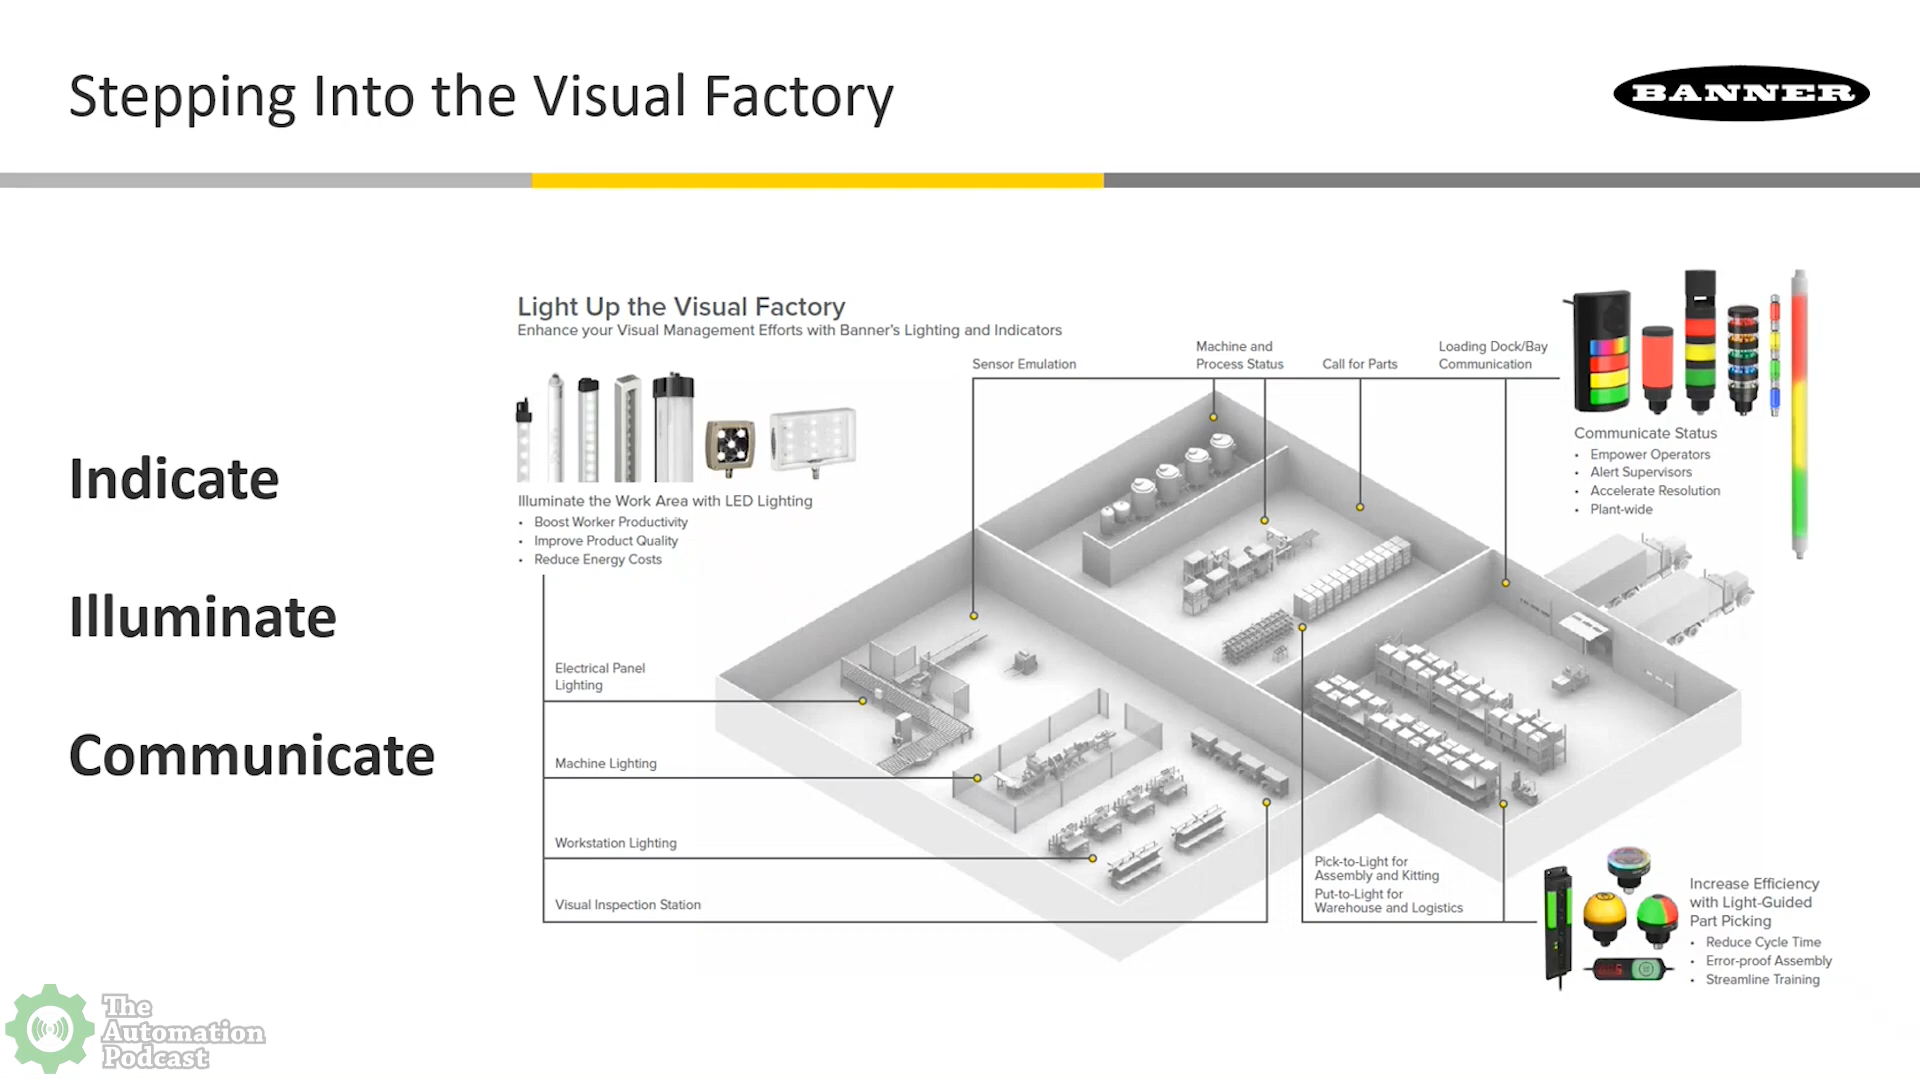 Stepping Into the Visual Factory
BANNER
Indicate
Illuminate
Communicate
Light Up the Visual Factory
Enhance your Visual Management Efforts with Banner's Lighting and Indicators
Illuminate the Work Area with LED Lighting
• Boost Worker Productivity
• Improve Product Quality
• Reduce Energy Costs
Sensor Emulation
Machine and
Process Status
Call for Parts
Loading Dock/Bay
Communication
Communicate Status
• Empower Operators
• Alert Supervisors
• Accelerate Resolution
• Plant-wide
Electrical Panel
Lighting
Machine Lighting
Workstation Lighting
Visual Inspection Station
Pick-to-Light for
Assembly and Kitting
Put-to-Light for
Warehouse and Logistics
Increase Efficiency
with Light-Guided
Part Picking
• Reduce Cycle Time
• Error-proof Assembly
• Streamline Training
The
Automation
Podcast